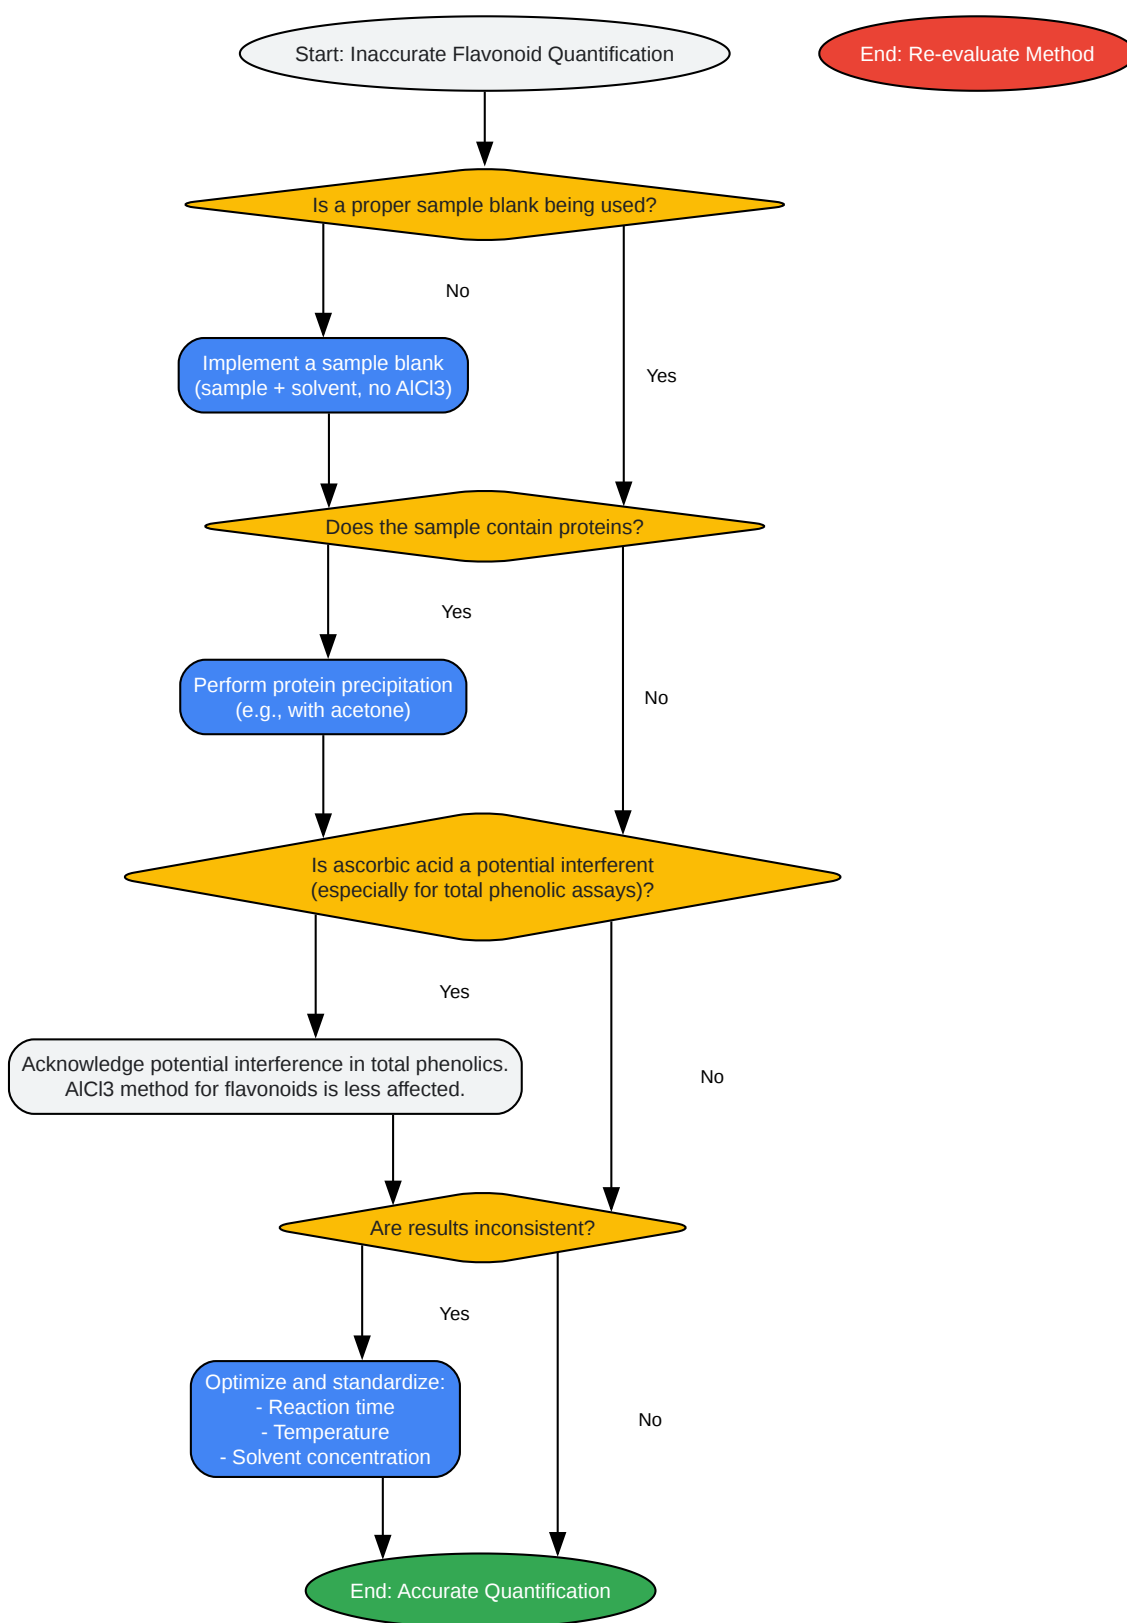 Start: Inaccurate Flavonoid Quantification
End: Re-evaluate Method
Is a proper sample blank being used?
No
Implement a sample blank
(sample + solvent, no AlCl3)
Yes
Does the sample contain proteins?
Yes
Perform protein precipitation
(e.g., with acetone)
No
Is ascorbic acid a potential interferent
(especially for total phenolic assays)?
Yes
Acknowledge potential interference in total phenolics.
AlCl3 method for flavonoids is less affected.
No
Are results inconsistent?
Yes
Optimize and standardize:
- Reaction time
- Temperature
- Solvent concentration
No
End: Accurate Quantification